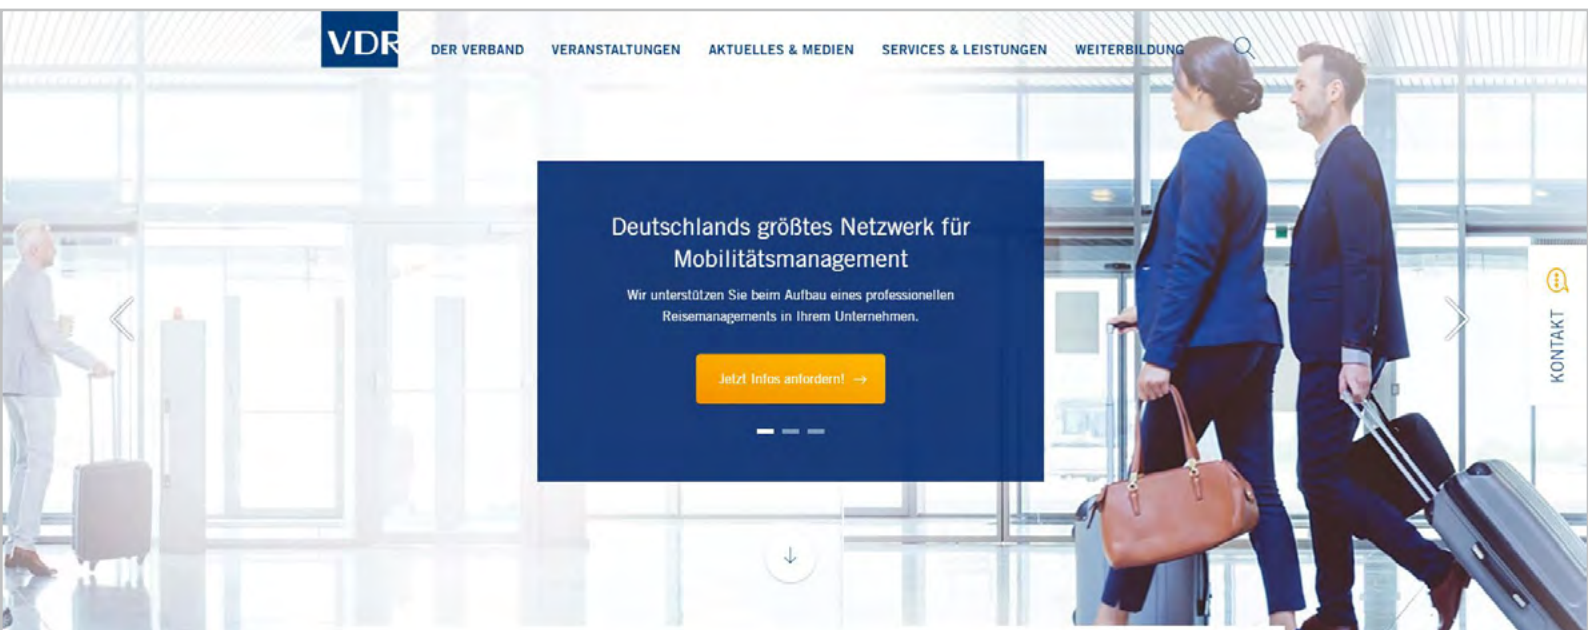 VDR
DER VERBAND VERANSTALTUNGEN AKTUELLES & MEDIEN SERVICES & LEISTUNGEN WEITERBILDUNG
Deutschlands größtes Netzwerk für
Mobilitätsmanagement
Wir unterstützen Sie beim Aufbau eines professionellen
Reisemanagements in Ihrem Unternehmen.
Jetzt Infos anfordern! →
KONTAKT